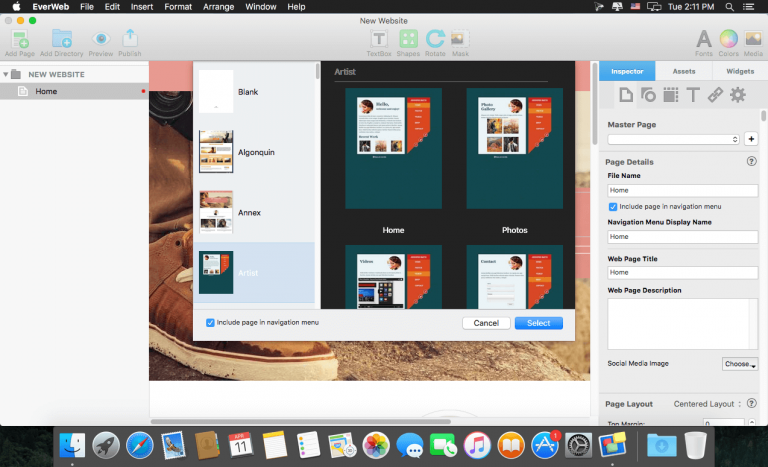 EverWeb File Edit Insert Format Arrange Window Help Tue 2:11 PM
New Website
Add Page Add Directory Preview Publish TextBox Shapes Rotate Mask Fonts Colors Media
NEW WEBSITE
Home
Blank
Algonquin
Annex
Artist
Artist
Hello,
Photo
Gallery
Home
Photos
Videos
Contact
Include page in navigation menu
Cancel
Select
Inspector Assets Widgets
Master Page
Page Details
File Name
Home
Include page in navigation menu
Navigation Menu Display Name
Home
Web Page Title
Home
Web Page Description
Social Media Image
Choose...
Page Layout Centered Layout
Top Margin: 0
APR
11
1